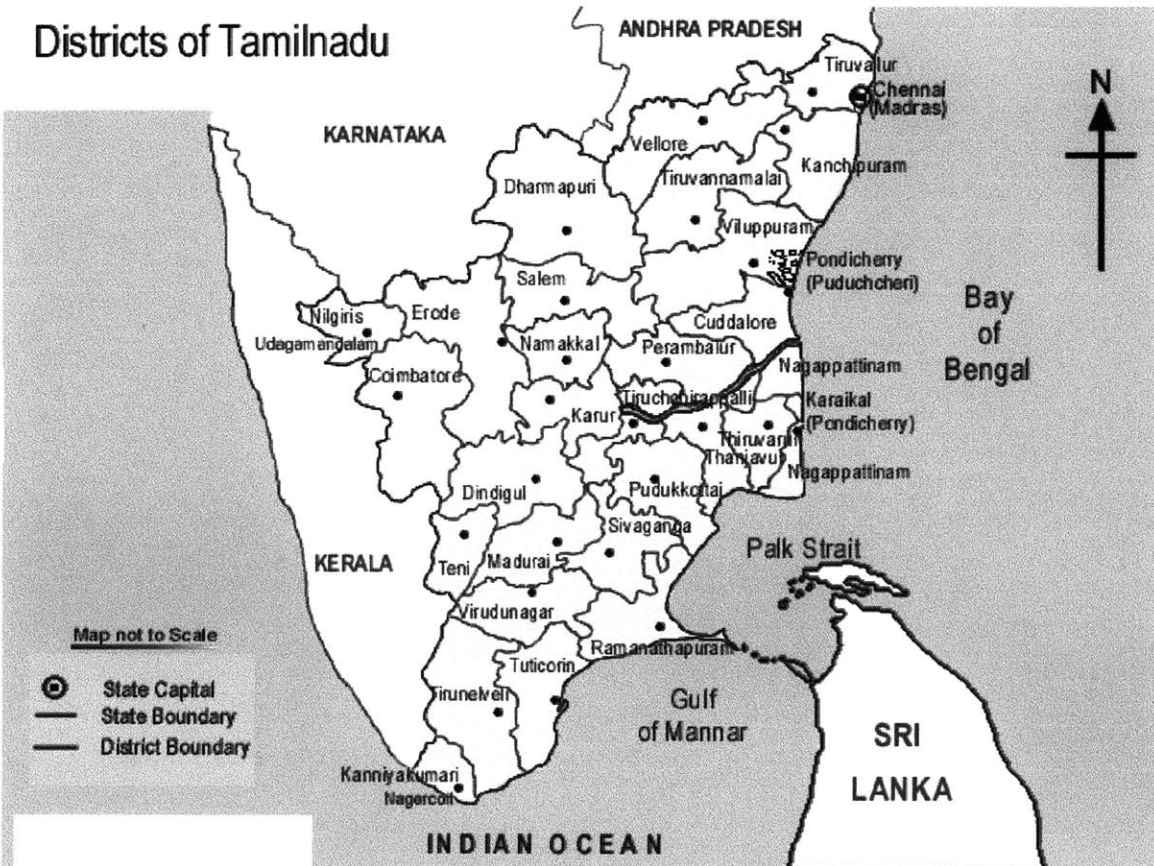 Districts of Tamilnadu
ANDHRA PRADESH
N
Tiruvallur
Chennai
(Madras)
KARNATAKA
Vellore
Kanchipuram
Tiruvannamalai
Dharmapuri
Viluppuram
Pondicherry
(Puduchcheri)
Salem
Bay
of
Bengal
Nilgiris
Erode
Cuddalore
Udagamandalam
Namakkal
Perambalur
Nagappattinam
Coimbatore
Tiruchchirappalli
Karaikal
(Pondicherry)
Karur
Thiruvarur
Thanjavur
Nagappattinam
Dindigul
Pudukkottai
Sivaganga
Palk Strait
KERALA
Teni
Madurai
Virudunagar
Map not to Scale
Ramanathapuram
Tuticorin
State Capital
State Boundary
District Boundary
Tirunelveli
Gulf
of Mannar
SRI
LANKA
Kanniyakumari
Nagercoil
INDIAN OCEAN